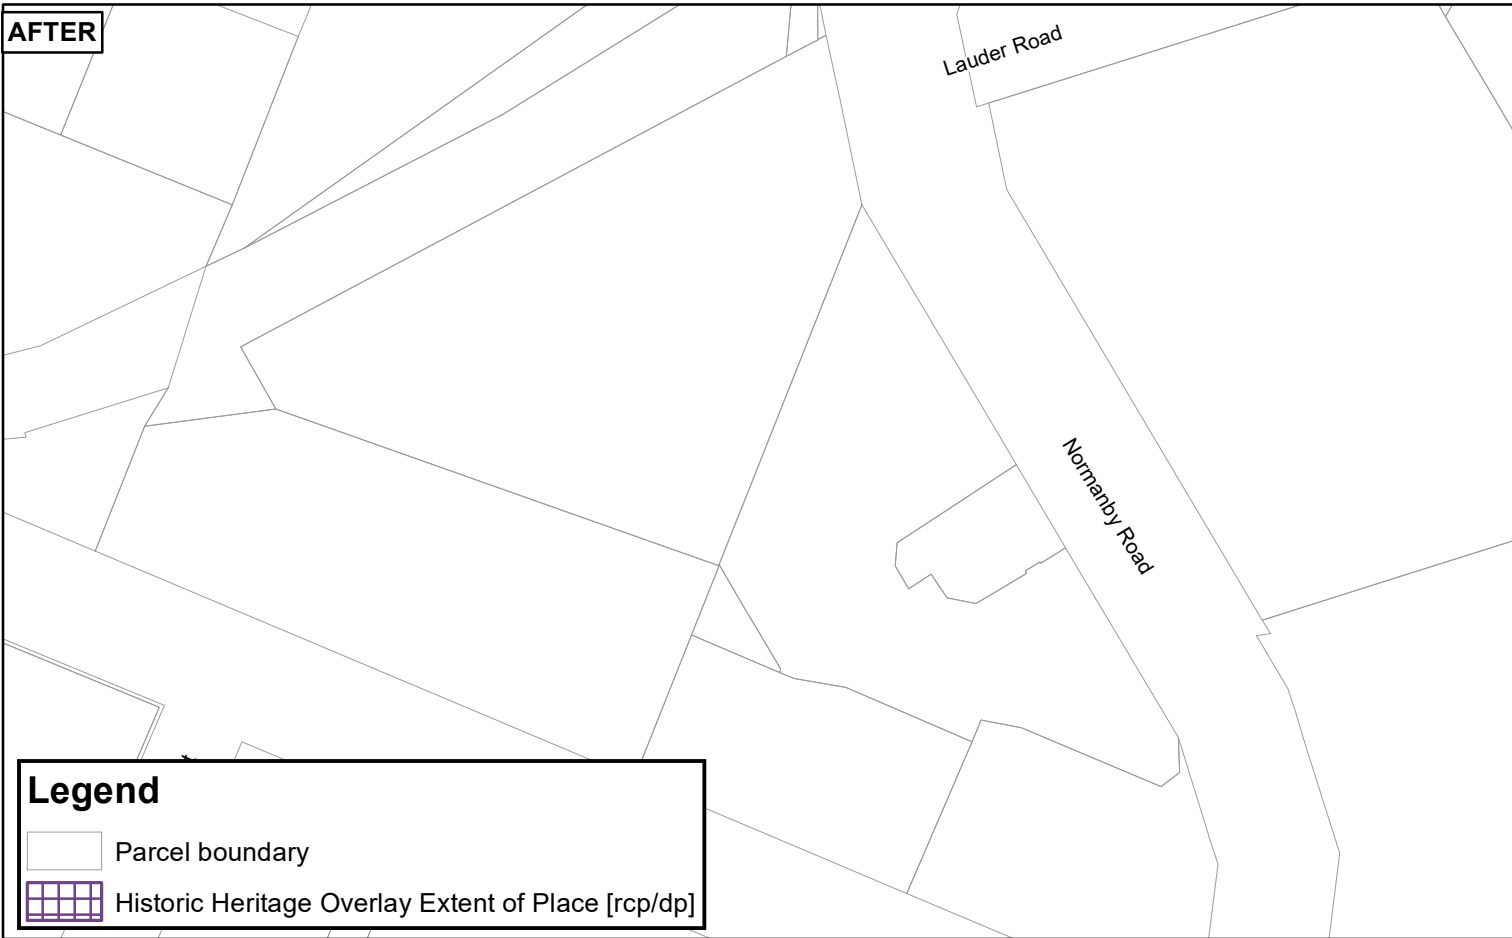 AFTER
Lauder Road
Normanby Road
Legend
Parcel boundary
Historic Heritage Overlay Extent of Place [rcp/dp]